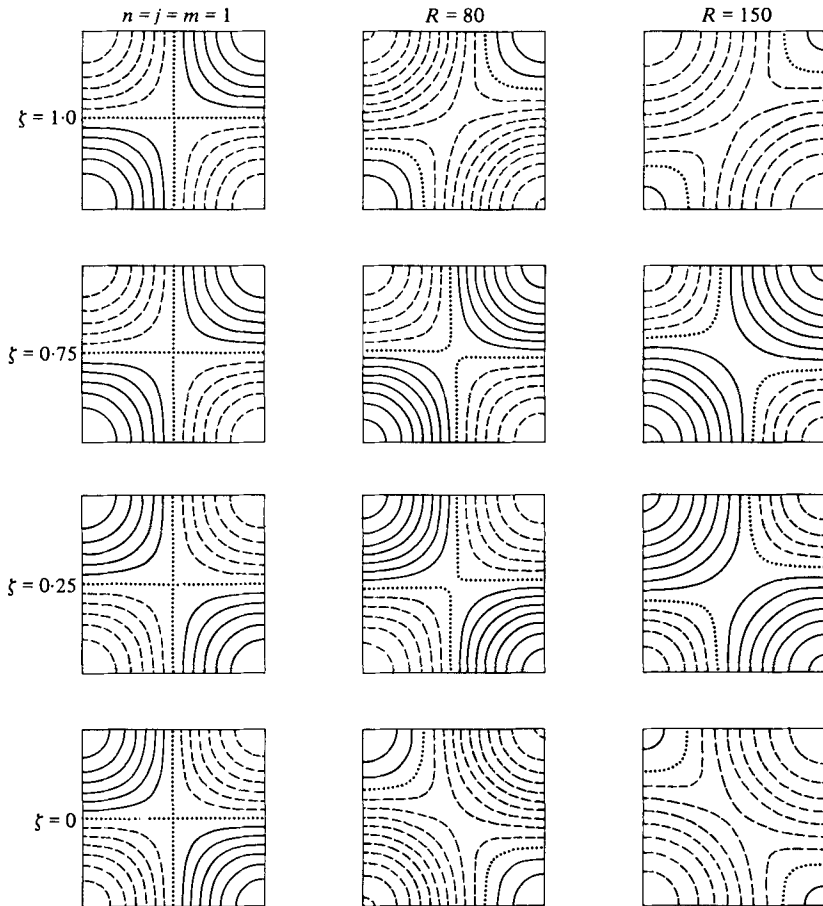 n = j = m = 1 R = 80 R = 150
ζ = 1·0
ζ = 0·75
ζ = 0·25
ζ = 0